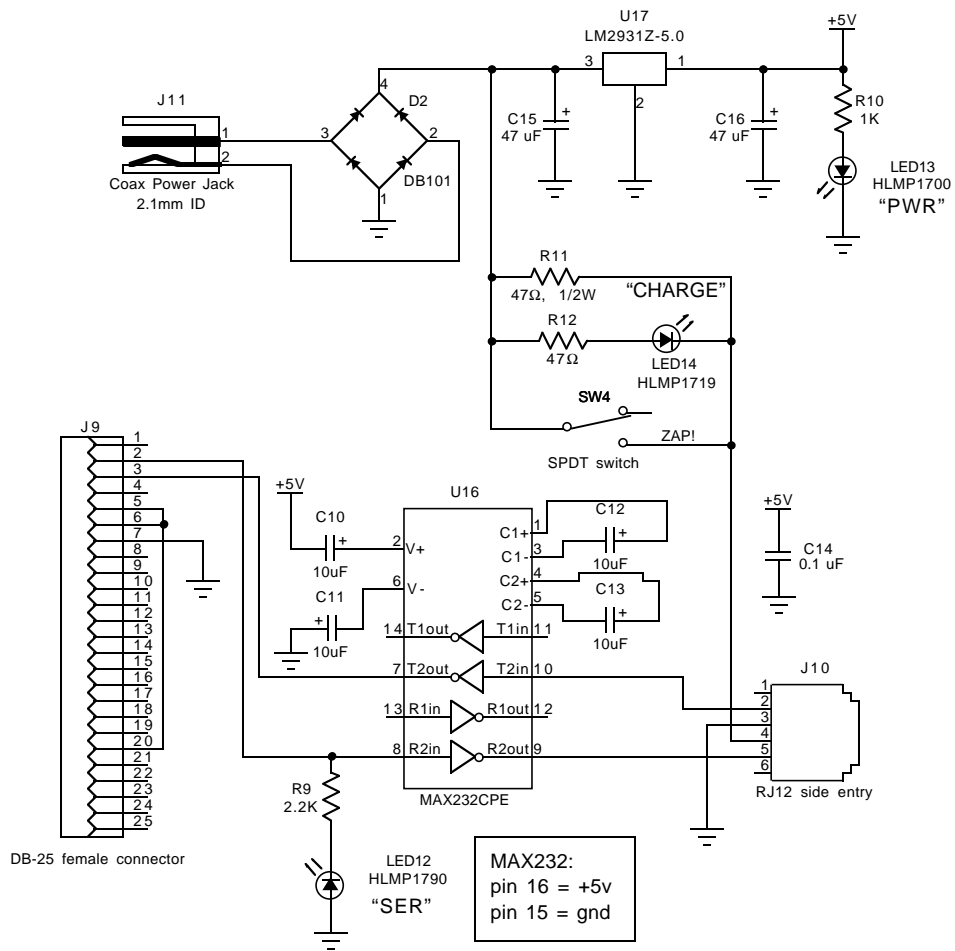 U17
LM2931Z-5.0
+5V
3
1
2
J11
1
2
Coax Power Jack
2.1mm ID
4
D2
3
2
DB101
1
C15
47 uF
+
C16
47 uF
+
R10
1K
LED13
HLMP1700
“PWR”
R11
47Ω, 1/2W
“CHARGE”
R12
47Ω
LED14
HLMP1719
SW4
ZAP!
SPDT switch
J9
1
2
3
4
5
6
7
8
9
10
11
12
13
14
15
16
17
18
19
20
21
22
23
24
25
DB-25 female connector
+5V
C10
+
10uF
C11
+
10uF
U16
2 V+
6 V-
14 T1out
7 T2out
13 R1in
8 R2in
C1+ 1
C1- 3
C2+ 4
C2- 5
T1in 11
T2in 10
R1out 12
R2out 9
MAX232CPE
C12
+
10uF
C13
+
10uF
+5V
C14
0.1 uF
J10
1
2
3
4
5
6
RJ12 side entry
R9
2.2K
LED12
HLMP1790
“SER”
MAX232:
pin 16 = +5v
pin 15 = gnd